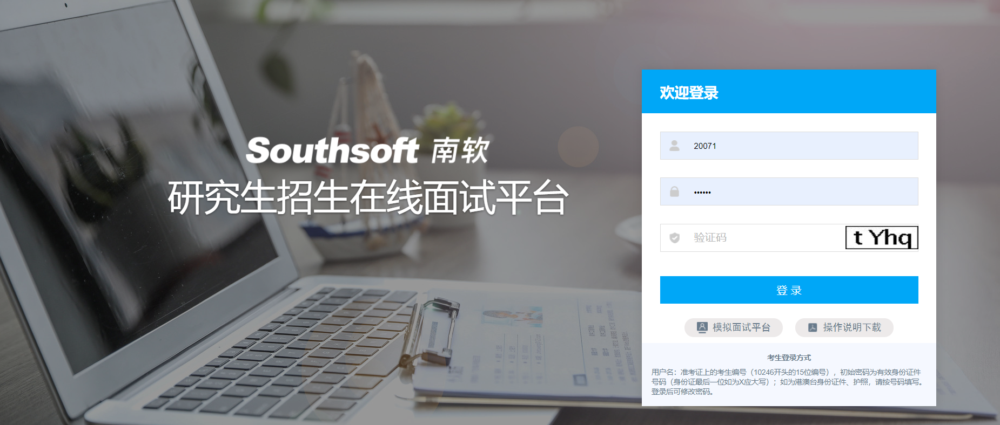 Southsoft 南软
研究生招生在线面试平台
欢迎登录
20071
••••••
验证码
t Yhq
登 录
模拟面试平台
操作说明下载
考生登录方式
用户名：准考证上的考生编号（10246开头的15位编号），初始密码为有效身份证件
号码（身份证最后一位如为X应大写）；如为港澳台身份证件、护照，请按号码填写。
登录后可修改密码。